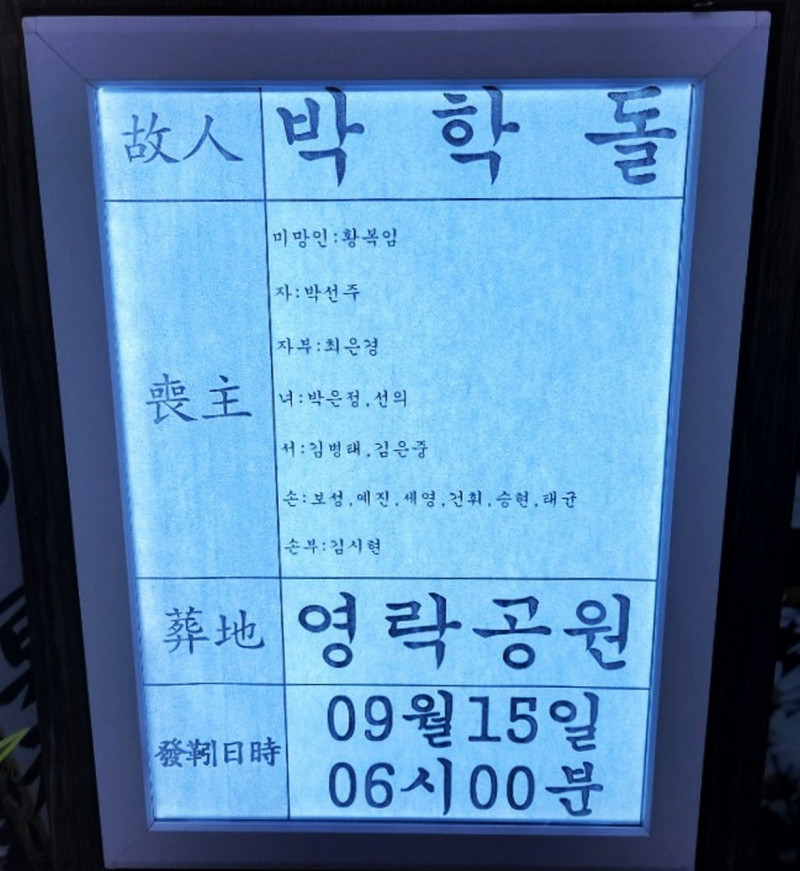 故人 박 학 돌
喪主
미망인:황복임
자:박선주
자부:최은경
녀:박은정,선의
서:김병태,김은중
손:보성,예진,세영,건휘,승현,태균
손부:김시현
葬地 영락공원
發靷日時
09월15일
06시00분